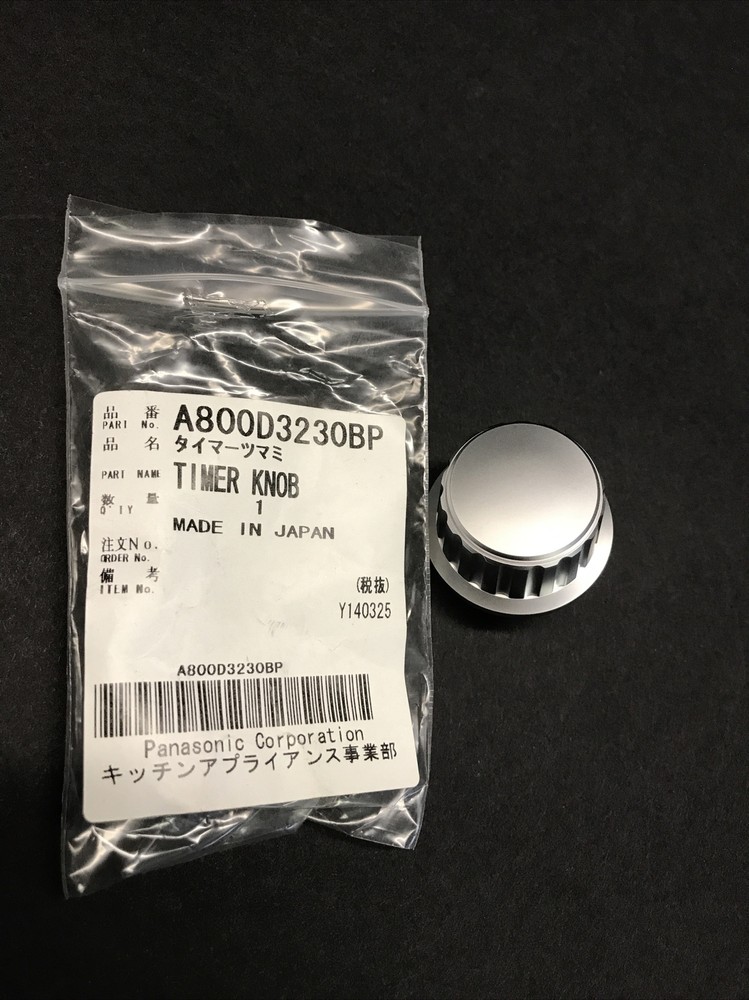 品 番 A800D3230BP
PART No.
品 名 タイマーツマミ
PART NAME TIMER KNOB
数 量 1
Q'TY
MADE IN JAPAN
注文No.
ORDER No.
備 考 (税抜)
ITEM No.
Y140325
A800D3230BP
Panasonic Corporation
キッチンアプライアンス事業部